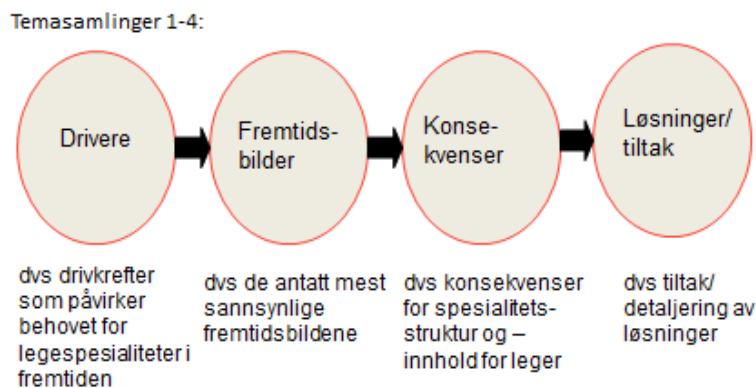 Temasamlinger 1-4:
Drivere
Fremtids-
bilder
Konse-
kvenser
Løsninger/
tiltak
dvs drivkrefter
som påvirker
behovet for
legespesialiteter i
fremtiden
dvs de antatt mest
sannsynlige
fremtidsbildene
dvs konsekvenser
for spesialitets-
struktur og –
innhold for leger
dvs tiltak/
detaljering av
løsninger